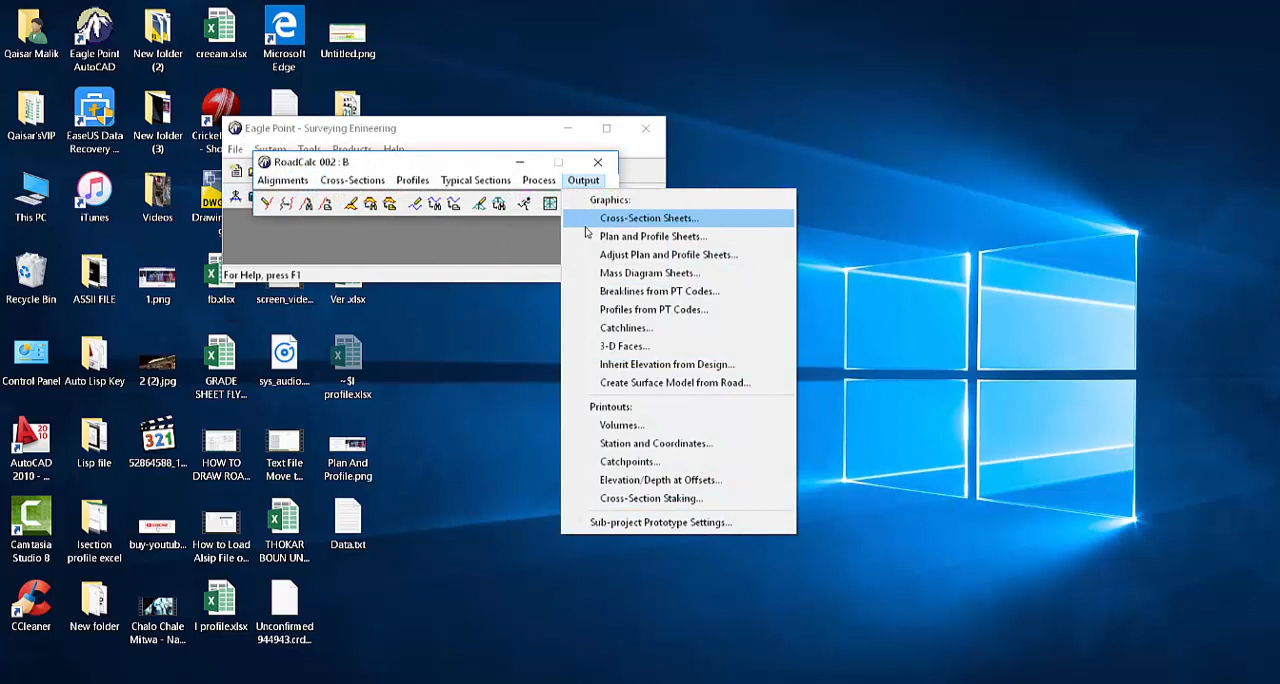 Qaisar Malik
Eagle Point
AutoCAD
New folder
(2)
creeam.xlsx
Microsoft
Edge
Untitled.png
Qaisar'sVIP
EaseUS Data
Recovery ...
New folder
(3)
Cricket
- Sho
This PC
iTunes
Videos
DWG
Drawin
Recycle Bin
ASSII FILE
1.png
fb.xlsx
screen_vide...
Ver .xlsx
Control Panel
Auto Lisp Key
2 (2).jpg
GRADE
SHEET FLY...
sys_audio....
~$I
profile.xlsx
AutoCAD
2010 - ...
Lisp file
321
52864588_1...
HOW TO
DRAW ROA...
Text File
Move t...
Plan And
Profile.png
Camtasia
Studio 8
Isection
profile excel
buy-youtub...
How to Load
Alsip File o...
THOKAR
BOUN UN...
Data.txt
CCleaner
New folder
Chalo Chale
Mitwa - Na...
I profile.xlsx
Unconfirmed
944943.crd...
Eagle Point - Surveying Enineering
File System Tools Products Help
RoadCalc 002 : B
Alignments Cross-Sections Profiles Typical Sections Process Output
For Help, press F1
Graphics:
Cross-Section Sheets...
Plan and Profile Sheets...
Adjust Plan and Profile Sheets...
Mass Diagram Sheets...
Breaklines from PT Codes...
Profiles from PT Codes...
Catchlines...
3-D Faces...
Inherit Elevation from Design...
Create Surface Model from Road...
Printouts:
Volumes...
Station and Coordinates...
Catchpoints...
Elevation/Depth at Offsets...
Cross-Section Staking...
Sub-project Prototype Settings...